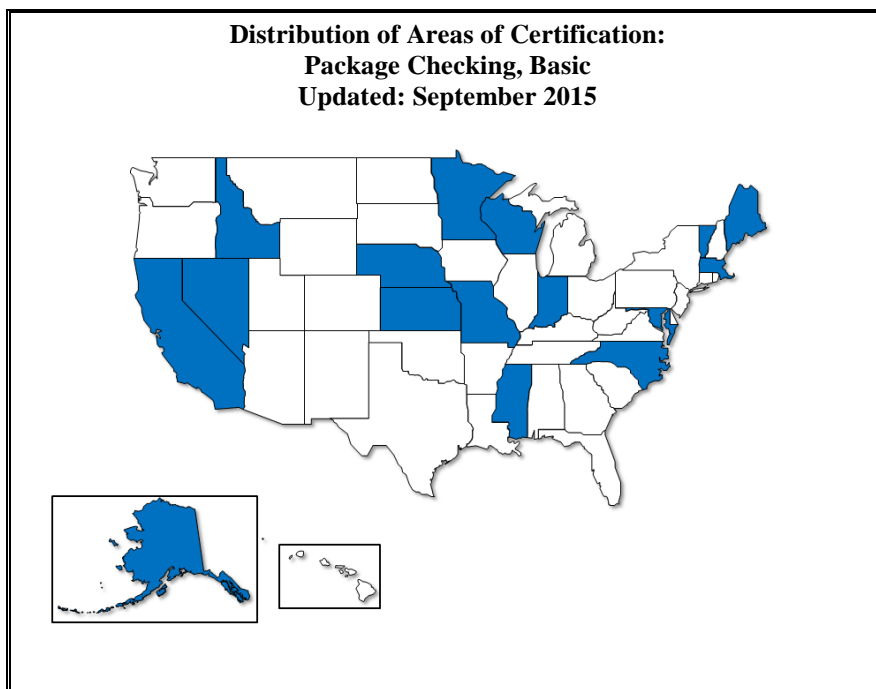 Distribution of Areas of Certification:
Package Checking, Basic
Updated: September 2015